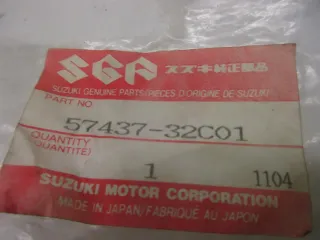 SGP スズキ純正部品
SUZUKI GENUINE PARTS/PIECES D'ORIGINE DE SUZUKI
PART NO
57437-32C01
QUANTITY
(QUANTITÉ)
1 1104
SUZUKI MOTOR CORPORATION
MADE IN JAPAN/FABRIQUE AU JAPON